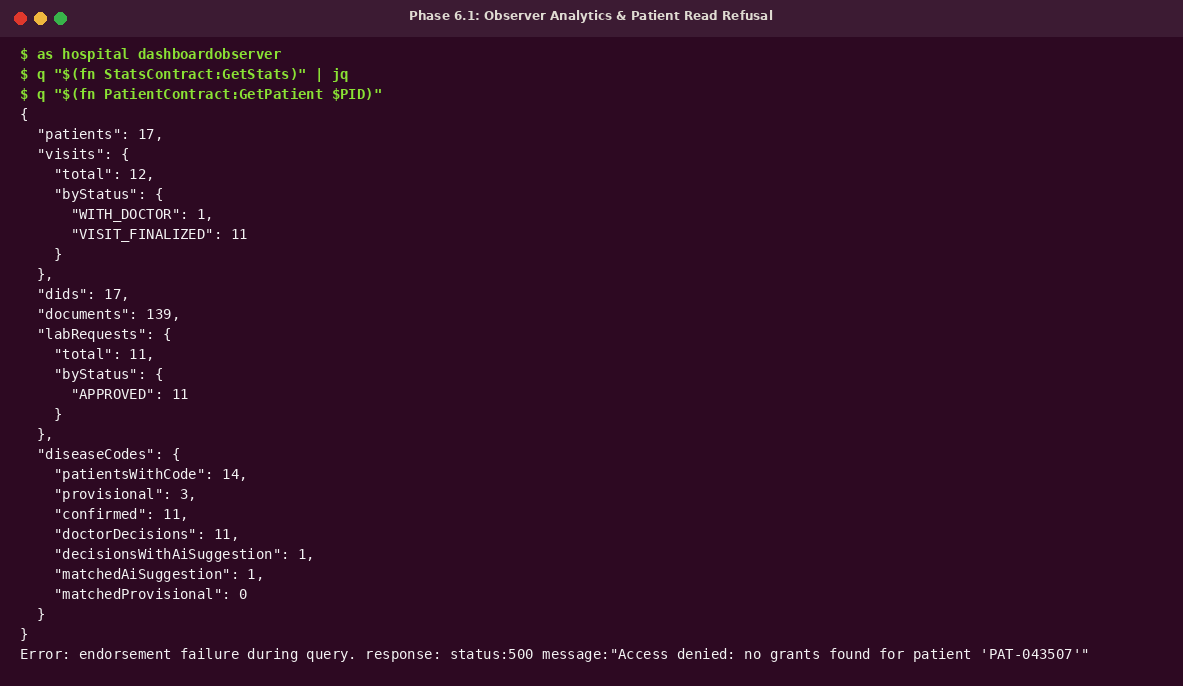 Phase 6.1: Observer Analytics & Patient Read Refusal
$ as hospital dashboardobserver
$ q "$(fn StatsContract:GetStats)" | jq
$ q "$(fn PatientContract:GetPatient $PID)"
{
  "patients": 17,
  "visits": {
    "total": 12,
    "byStatus": {
      "WITH_DOCTOR": 1,
      "VISIT_FINALIZED": 11
    }
  },
  "dids": 17,
  "documents": 139,
  "labRequests": {
    "total": 11,
    "byStatus": {
      "APPROVED": 11
    }
  },
  "diseaseCodes": {
    "patientsWithCode": 14,
    "provisional": 3,
    "confirmed": 11,
    "doctorDecisions": 11,
    "decisionsWithAiSuggestion": 1,
    "matchedAiSuggestion": 1,
    "matchedProvisional": 0
  }
}
Error: endorsement failure during query. response: status:500 message:"Access denied: no grants found for patient 'PAT-043507'"